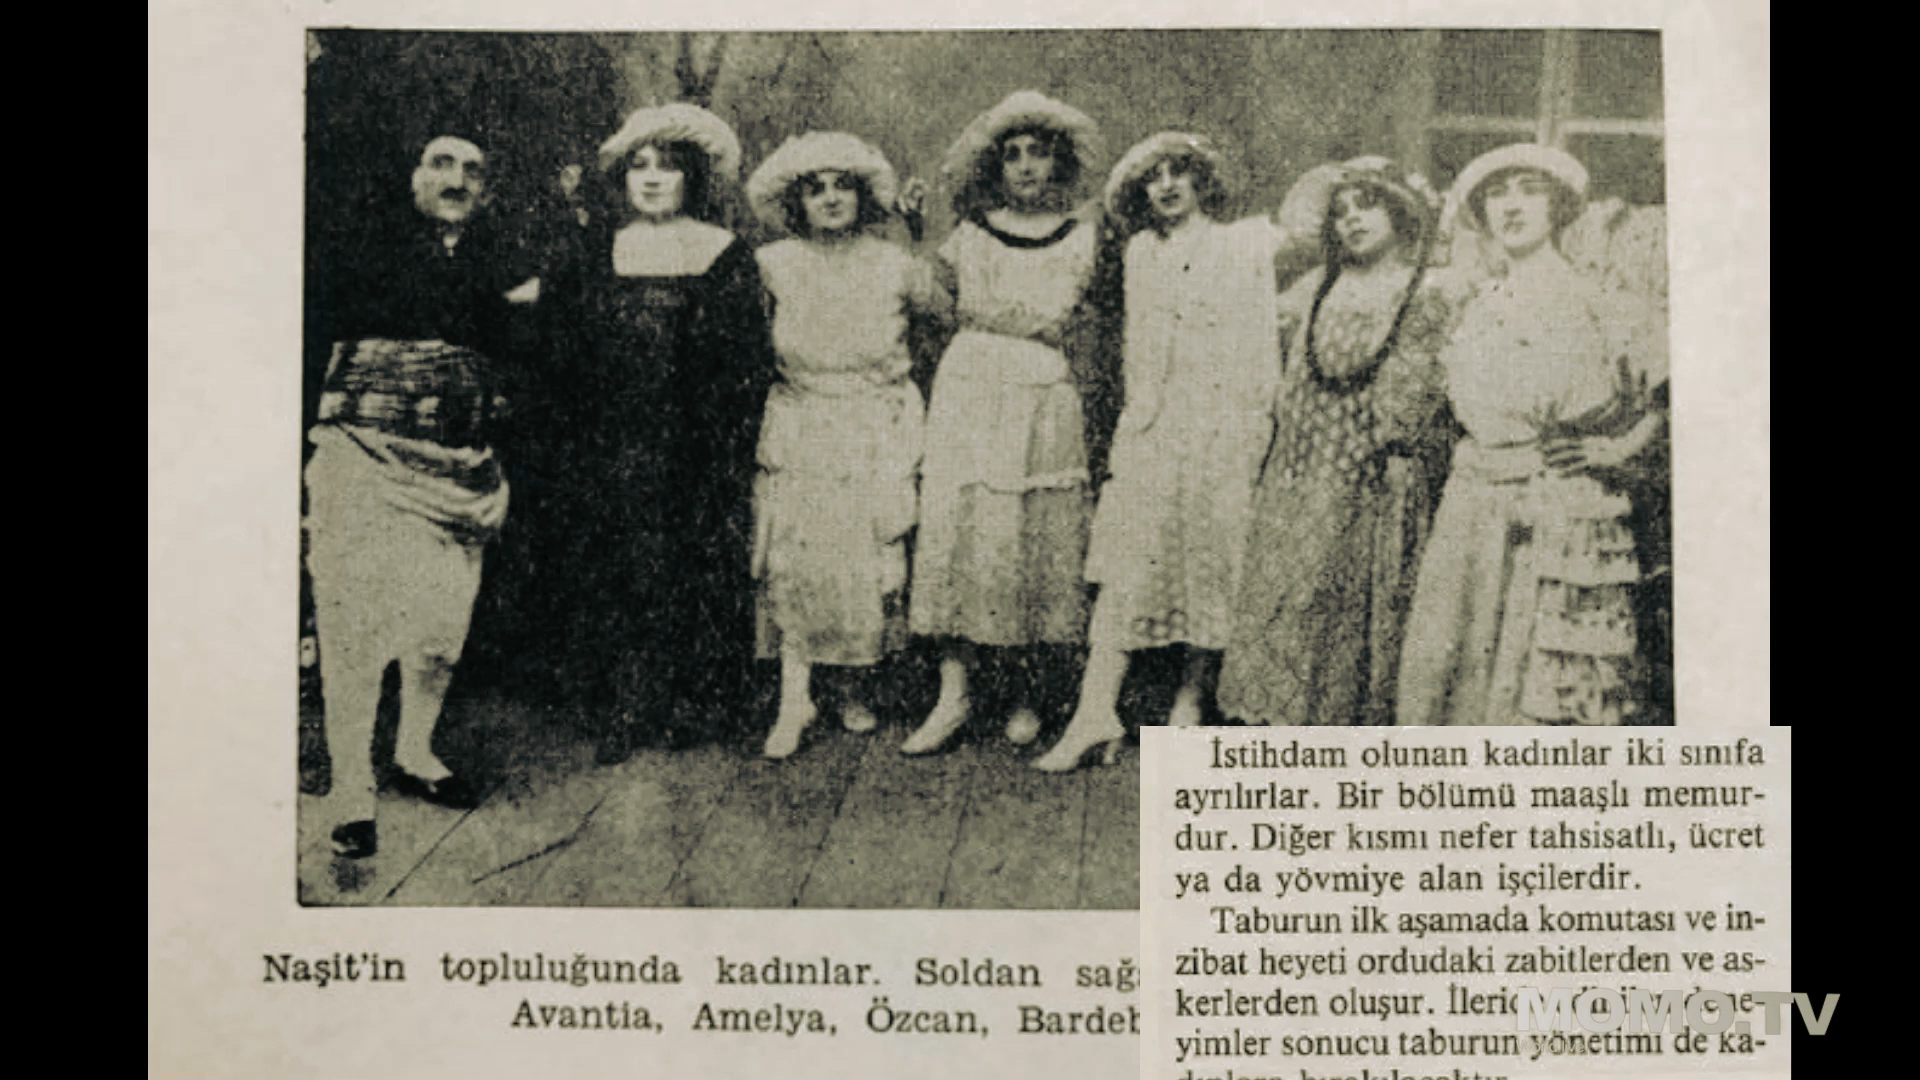 Naşit'in topluluğunda kadınlar. Soldan
Avantia, Amelya, Özcan,
İstihdam olunan kadınlar iki sınıfa
ayrılırlar. Bir bölümü maaşlı memur-
dur. Diğer kısmı nefer tahsisatlı, ücret
ya da yövmiye alan işçilerdir.
Taburun ilk aşamada komutası ve in-
zibat heyeti ordudaki zabitlerden ve as-
kerlerden oluşur.
yimler sonucu taburun yönetimi de ka-
MOMO.TV